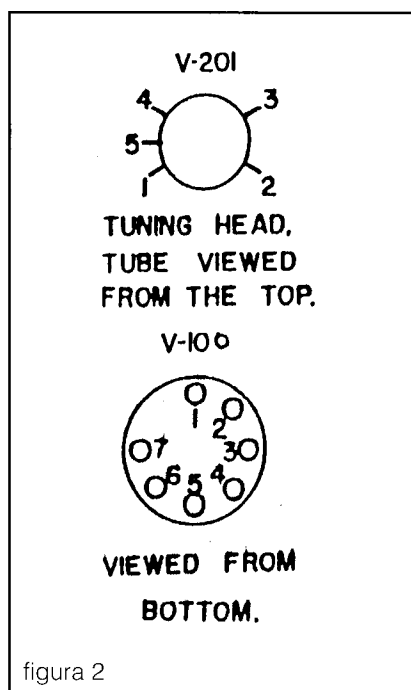 V-201
4 3
5
1 2
TUNING HEAD,
TUBE VIEWED
FROM THE TOP.
V-100
1
2
7 3
6 5 4
VIEWED FROM
BOTTOM.
figura 2